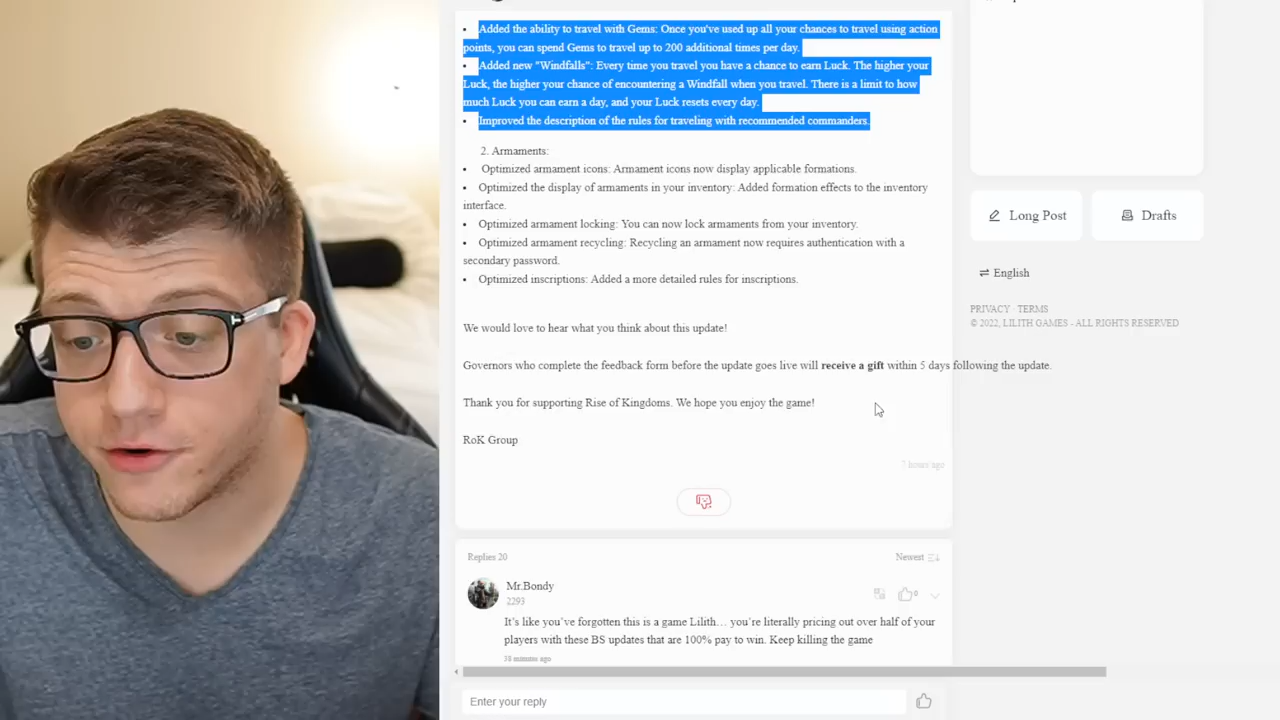 • Added the ability to travel with Gems: Once you've used up all your chances to travel using action
points, you can spend Gems to travel up to 200 additional times per day.
• Added new "Windfalls": Every time you travel you have a chance to earn Luck. The higher your
Luck, the higher your chance of encountering a Windfall when you travel. There is a limit to how
much Luck you can earn a day, and your Luck resets every day.
• Improved the description of the rules for traveling with recommended commanders.
2. Armaments:
• Optimized armament icons: Armament icons now display applicable formations.
• Optimized the display of armaments in your inventory: Added formation effects to the inventory
interface.
• Optimized armament locking: You can now lock armaments from your inventory.
• Optimized armament recycling: Recycling an armament now requires authentication with a
secondary password.
• Optimized inscriptions: Added a more detailed rules for inscriptions.
We would love to hear what you think about this update!
Governors who complete the feedback form before the update goes live will receive a gift within 5 days following the update.
Thank you for supporting Rise of Kingdoms. We hope you enjoy the game!
RoK Group
7 hours ago
Replies 20
Newest
Mr.Bondy
2293
0
It's like you've forgotten this is a game Lilith… you're literally pricing out over half of your
players with these BS updates that are 100% pay to win. Keep killing the game
38 minutes ago
Enter your reply
Long Post
Drafts
English
PRIVACY · TERMS
© 2022, LILITH GAMES - ALL RIGHTS RESERVED